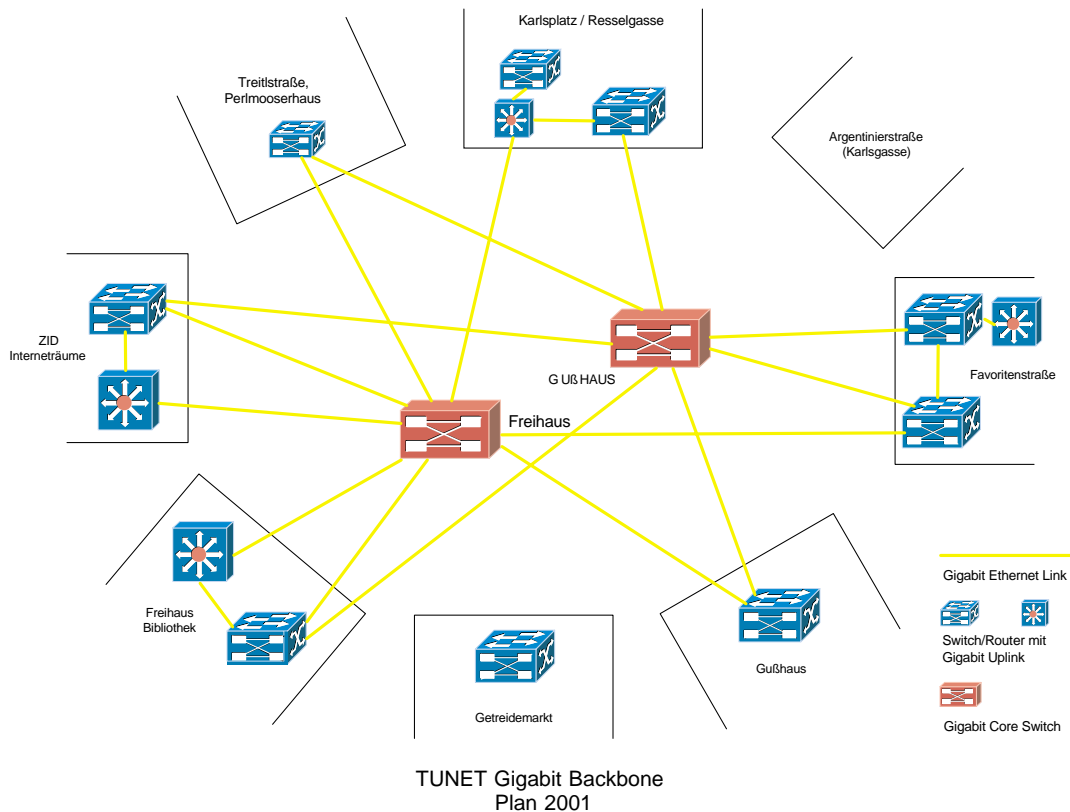 Karlsplatz / Resselgasse
Treitlstraße,
Perlmooserhaus
Argentinierstraße
(Karlsgasse)
ZID
Interneträume
GUßHAUS
Favoritenstraße
Freihaus
Freihaus
Bibliothek
Getreidemarkt
Gußhaus
Gigabit Ethernet Link
Switch/Router mit
Gigabit Uplink
Gigabit Core Switch
TUNET Gigabit Backbone
Plan 2001